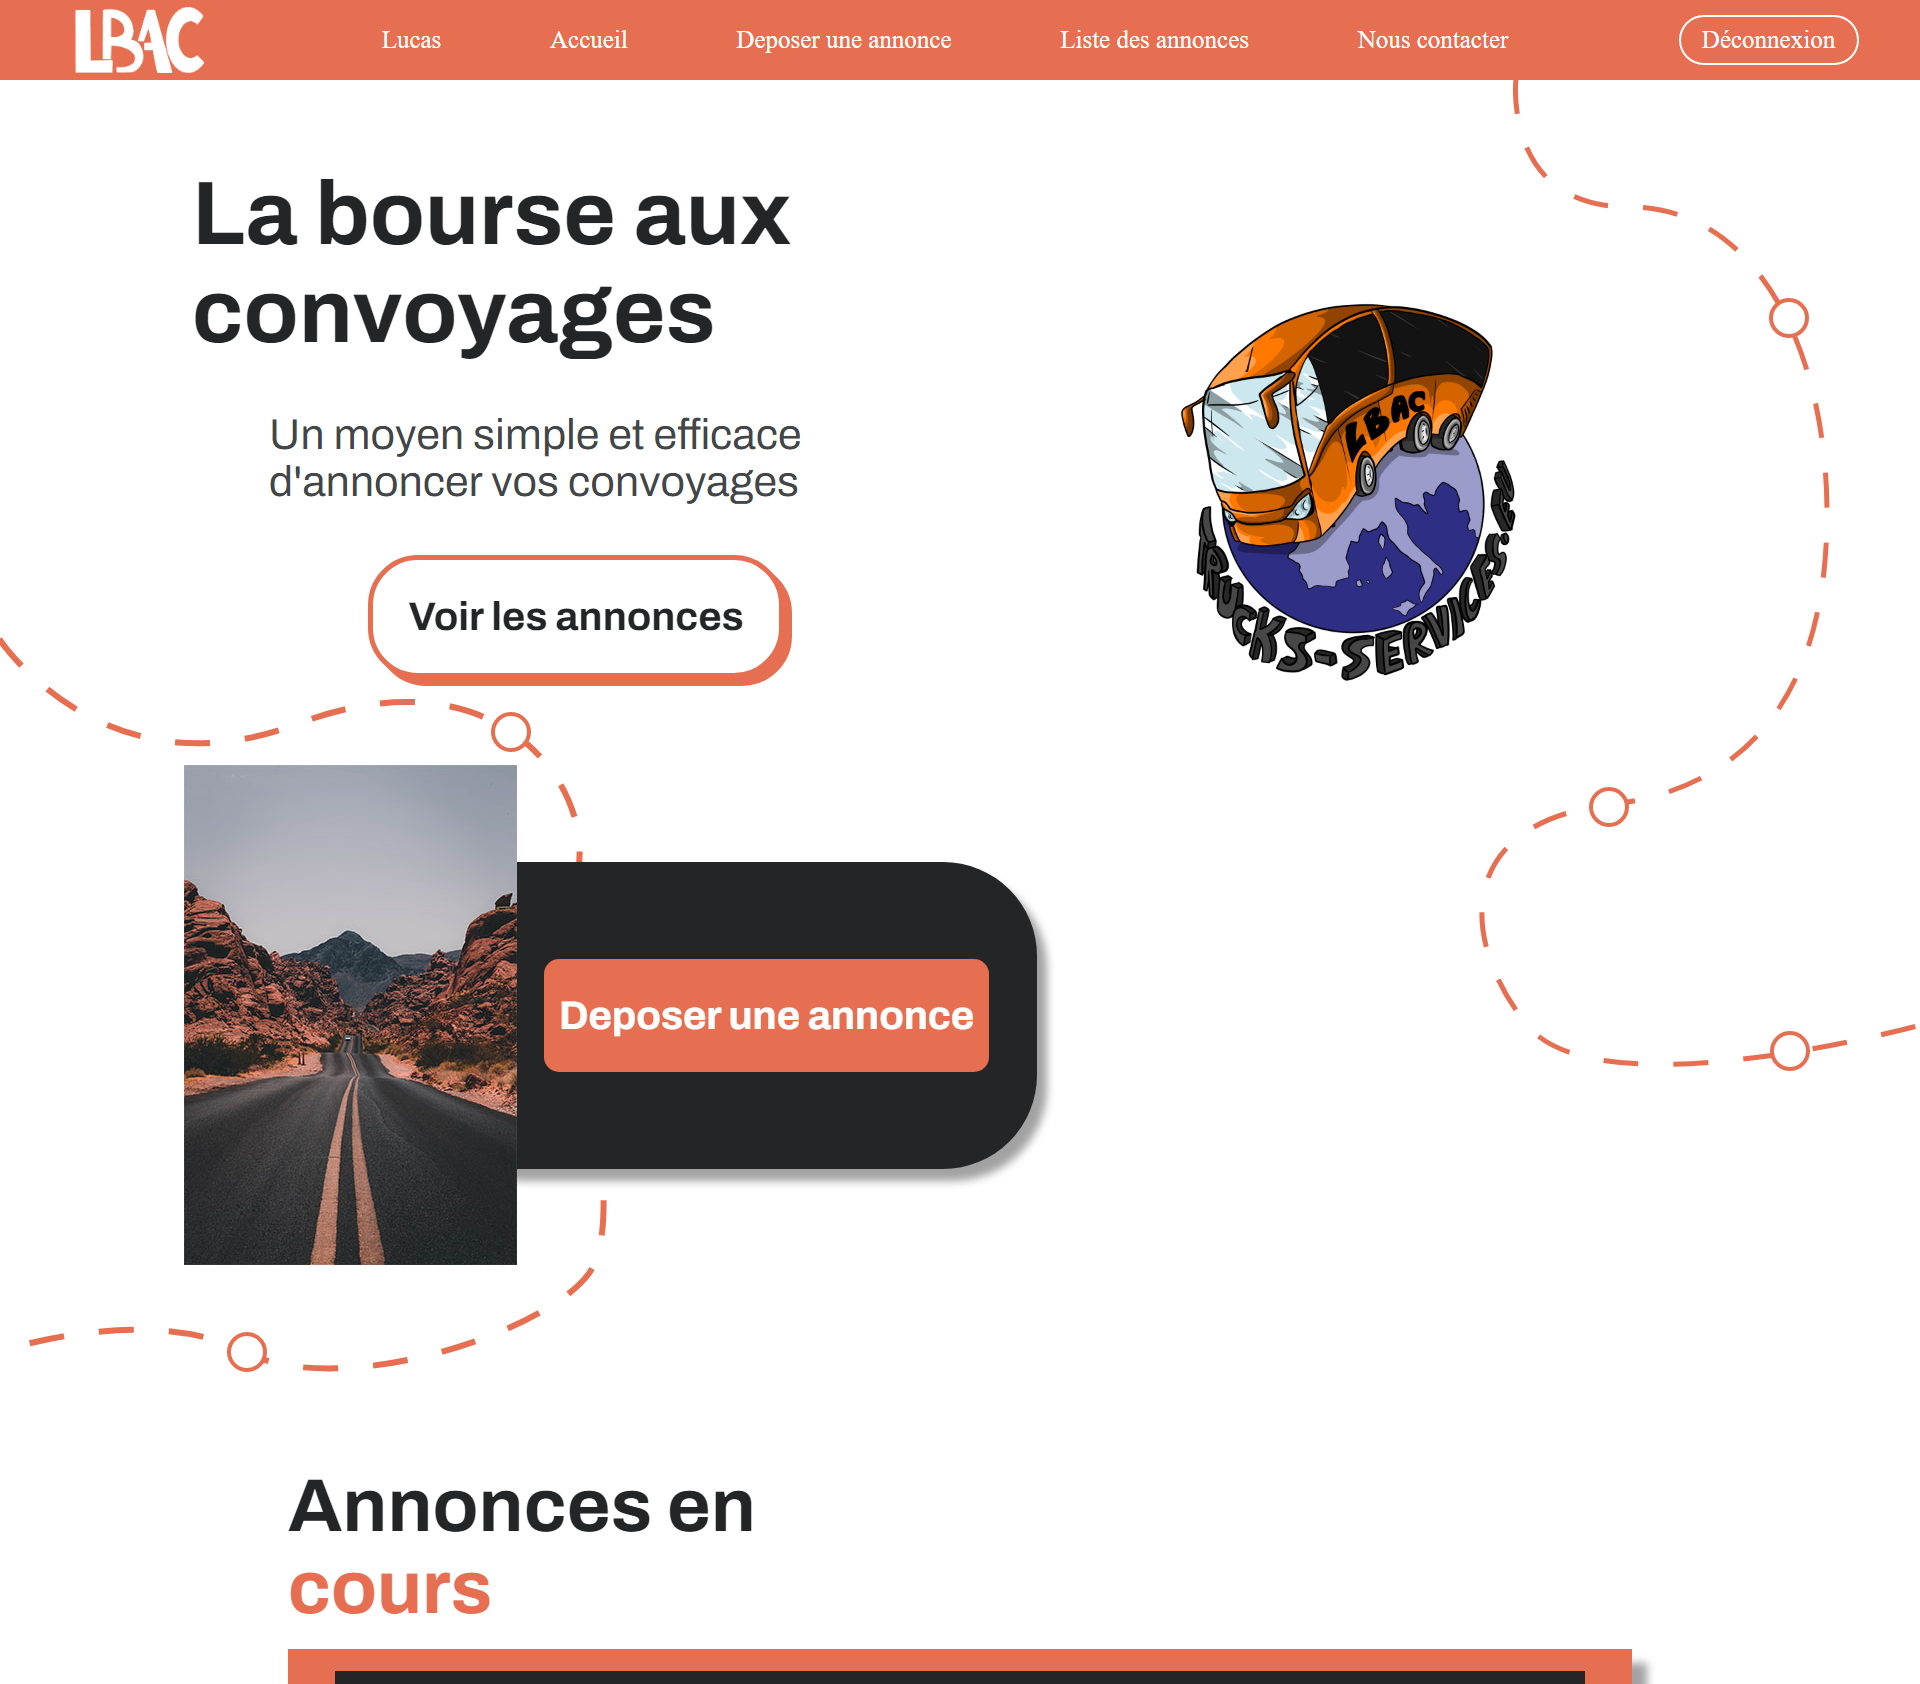 LBAC
Lucas
Accueil
Deposer une annonce
Liste des annonces
Nous contacter
Déconnexion
La bourse aux
convoyages
Un moyen simple et efficace
d'annoncer vos convoyages
Voir les annonces
LBAC
TRUCKS-SERVICES.EU
Deposer une annonce
Annonces en
cours